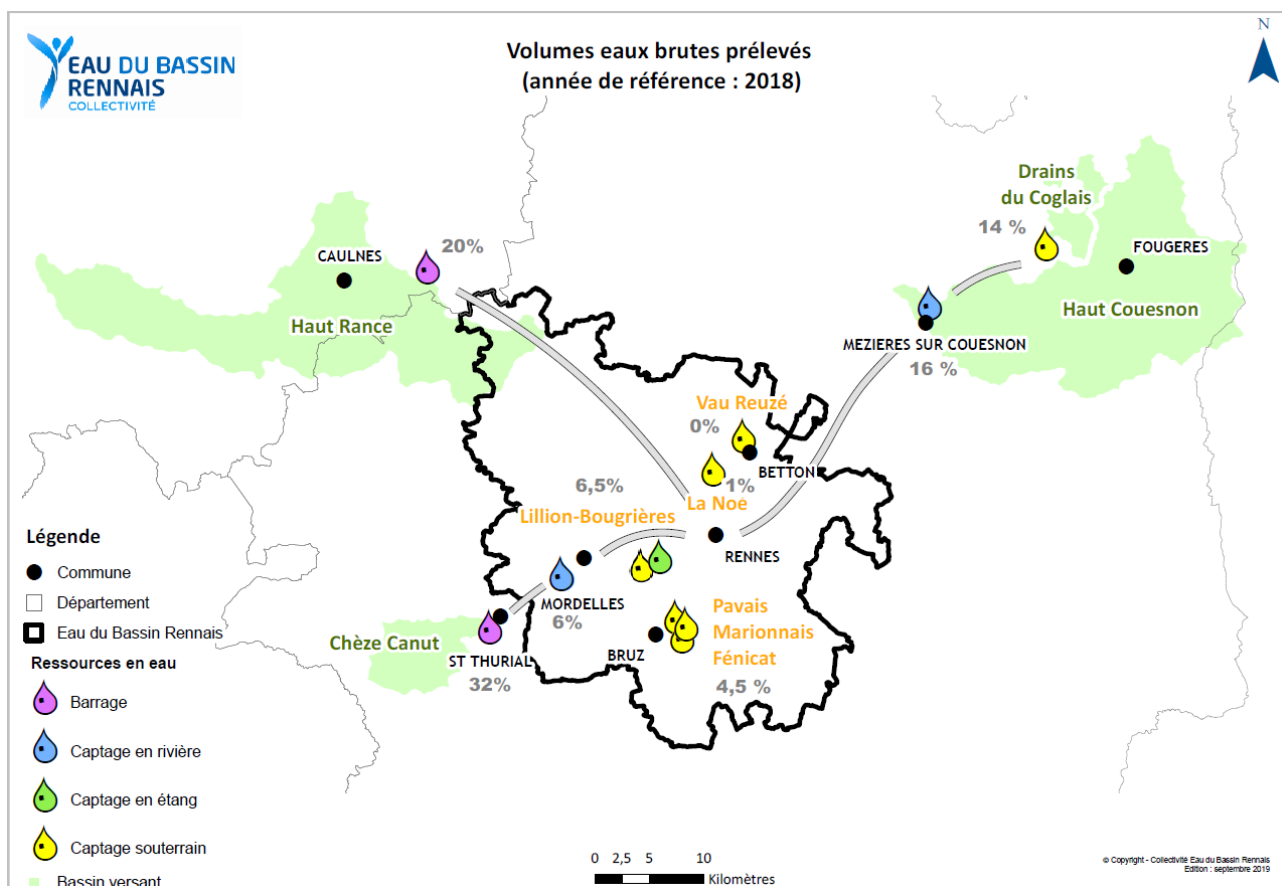 EAU DU BASSIN
RENNAIS
COLLECTIVITÉ
Volumes eaux brutes prélevés
(année de référence : 2018)
N
Drains
du Coglais
14 %
FOUGERES
20%
CAULNES
Haut Rance
Haut Couesnon
MEZIERES SUR COUESNON
16 %
Vau Reuzé
0%
BETTON
6,5%
1%
La Noë
Lillion-Bougrières
RENNES
MORDELLES
6%
Pavais
Marionnais
Fénicat
4,5 %
BRUZ
Chèze Canut
ST THURIAL
32%
Légende
Commune
Département
Eau du Bassin Rennais
Ressources en eau
Barrage
Captage en rivière
Captage en étang
Captage souterrain
Bassin versant
0 2,5 5 10
Kilomètres
© Copyright - Collectivité Eau du Bassin Rennais
Edition : septembre 2019